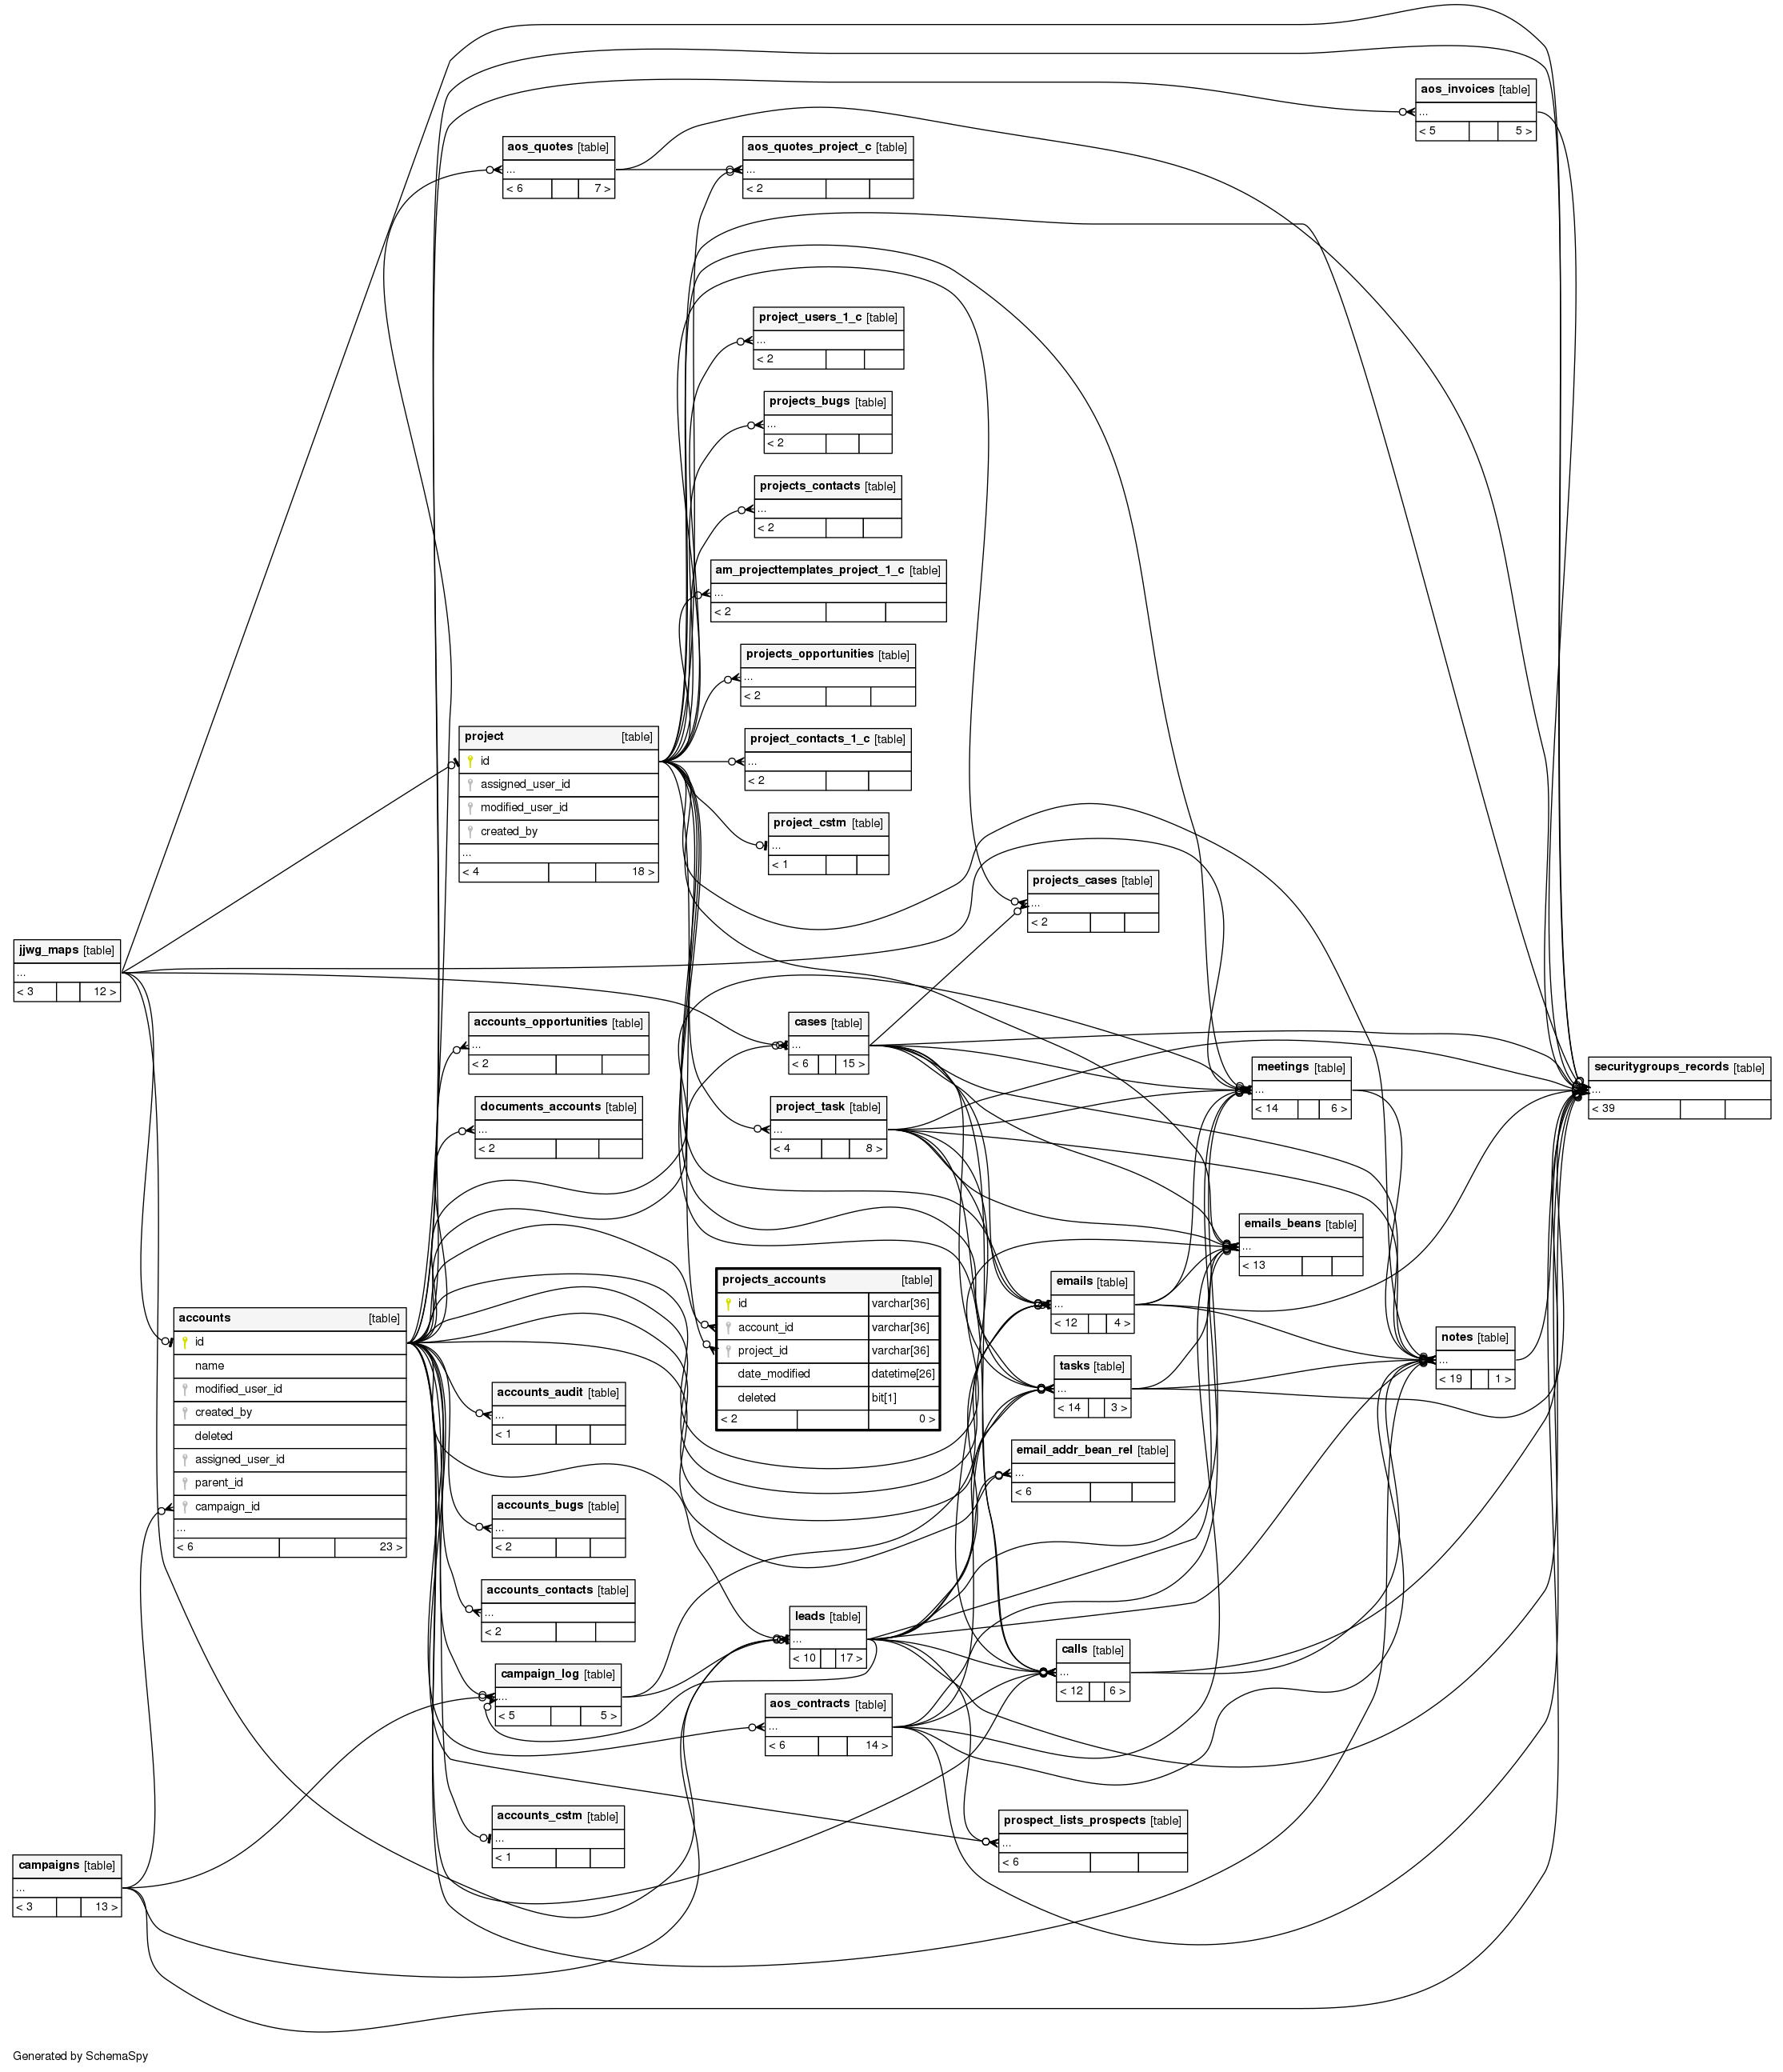 aos_invoices [table]
...
< 5 5 >
aos_quotes [table]
...
< 6 7 >
aos_quotes_project_c [table]
...
< 2
project_users_1_c [table]
...
< 2
projects_bugs [table]
...
< 2
projects_contacts [table]
...
< 2
am_projecttemplates_project_1_c [table]
...
< 2
projects_opportunities [table]
...
< 2
project [table]
id
assigned_user_id
modified_user_id
created_by
...
< 4 18 >
project_contacts_1_c [table]
...
< 2
project_cstm [table]
...
< 1
projects_cases [table]
...
< 2
jjwg_maps [table]
...
< 3 12 >
accounts_opportunities [table]
...
< 2
cases [table]
...
< 6 15 >
meetings [table]
...
< 14 6 >
securitygroups_records [table]
...
< 39
documents_accounts [table]
...
< 2
project_task [table]
...
< 4 8 >
emails_beans [table]
...
< 13
projects_accounts [table]
id varchar[36]
account_id varchar[36]
project_id varchar[36]
date_modified datetime[26]
deleted bit[1]
< 2 0 >
emails [table]
...
< 12 4 >
accounts [table]
id
name
modified_user_id
created_by
deleted
assigned_user_id
parent_id
campaign_id
...
< 6 23 >
notes [table]
...
< 19 1 >
tasks [table]
...
< 14 3 >
accounts_audit [table]
...
< 1
email_addr_bean_rel [table]
...
< 6
accounts_bugs [table]
...
< 2
accounts_contacts [table]
...
< 2
leads [table]
...
< 10 17 >
calls [table]
...
< 12 6 >
campaign_log [table]
...
< 5 5 >
aos_contracts [table]
...
< 6 14 >
accounts_cstm [table]
...
< 1
prospect_lists_prospects [table]
...
< 6
campaigns [table]
...
< 3 13 >
Generated by SchemaSpy